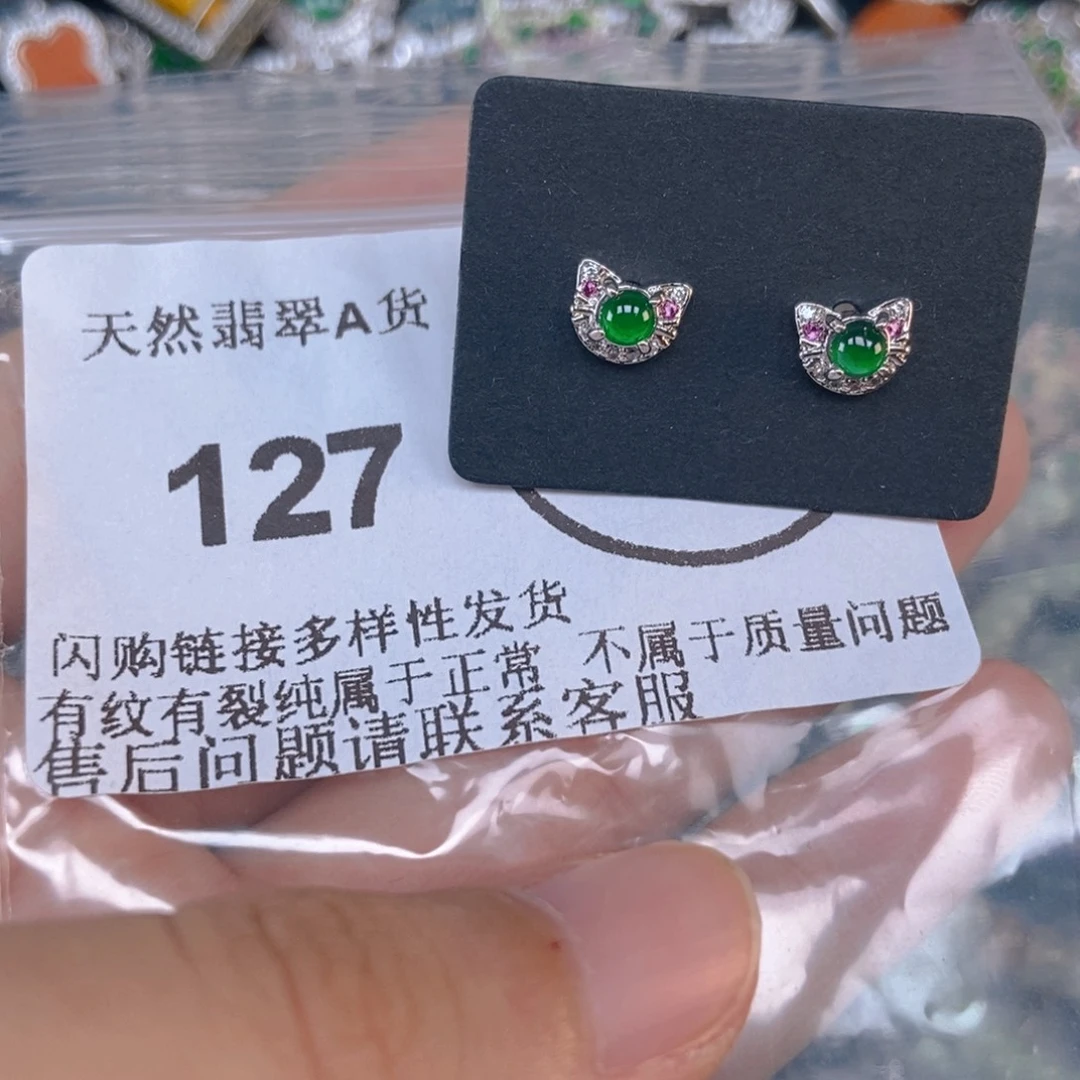 天然翡翠A货
127
闪购链接多样性发货
有纹有裂纯属于正常 不属于质量问题
售后问题请联系客服